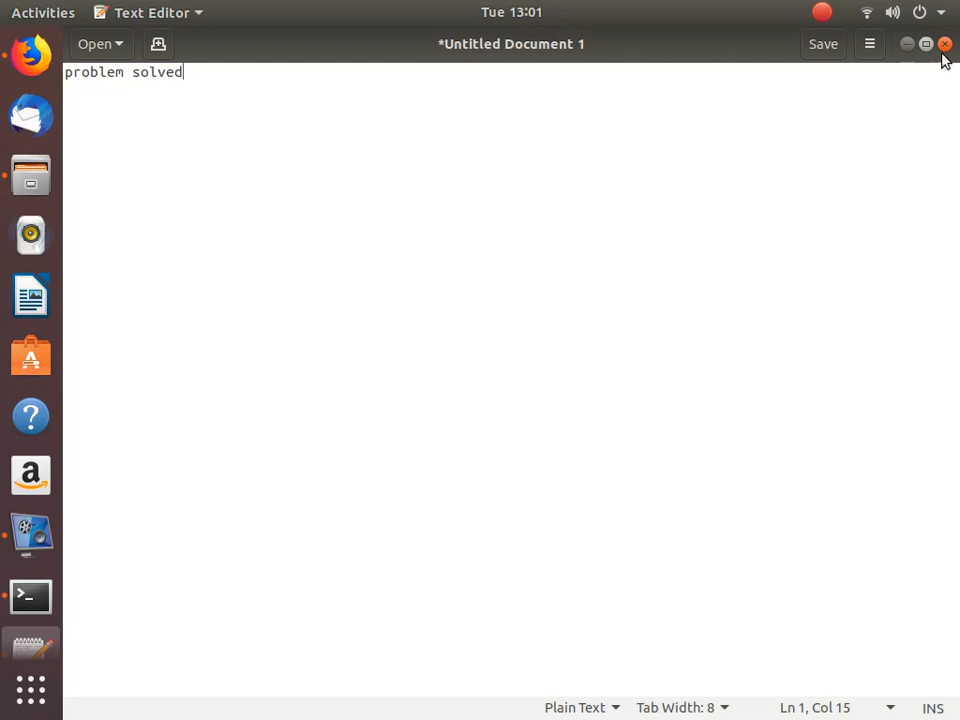 Activities Text Editor Tue 13:01
Open *Untitled Document 1 Save
problem solved
Plain Text Tab Width: 8 Ln 1, Col 15 INS